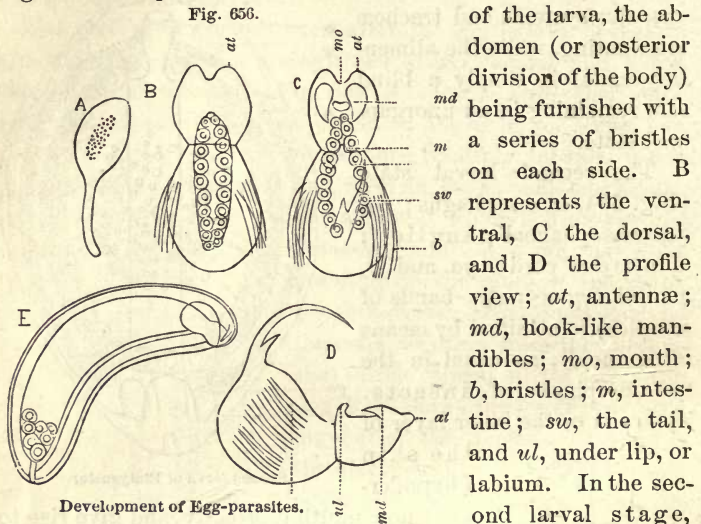 Fig. 656.
at
mo
at
A
B
C
md
m
sw
b
E
D
at
ul
md
Development of Egg-parasites.
of the larva, the ab-
domen (or posterior
division of the body)
being furnished with
a series of bristles
on each side. B
represents the ven-
tral, C the dorsal,
and D the profile
view; at, antennæ;
md, hook-like man-
dibles; mo, mouth;
b, bristles; m, intes-
tine; sw, the tail,
and ul, under lip, or
labium. In the sec-
ond larval stage,